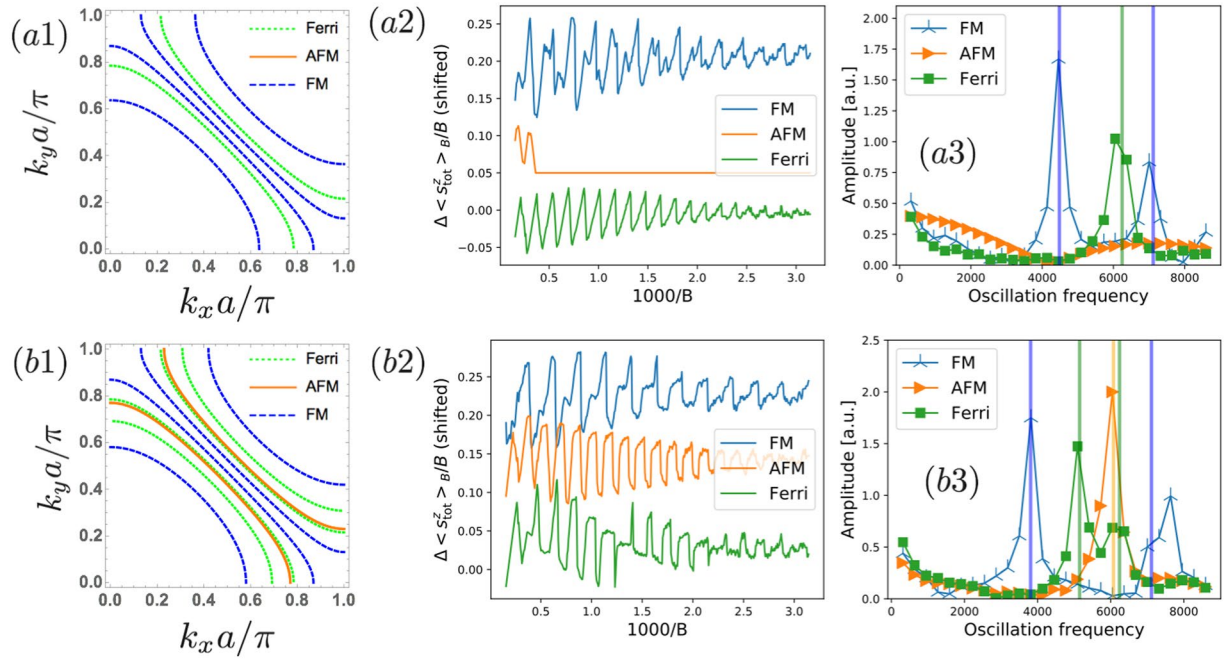 (a1)
1.0
0.8
0.6
0.4
0.2
0.0
k_y a/π
Ferri
AFM
FM
0.0 0.2 0.4 0.6 0.8 1.0
k_x a/π
(a2)
0.25
0.20
0.15
0.10
0.05
0.00
−0.05
Δ < s^z_tot >_B/B (shifted)
FM
AFM
Ferri
0.5 1.0 1.5 2.0 2.5 3.0
1000/B
2.00
1.75
1.50
1.25
1.00
0.75
0.50
0.25
0.00
Amplitude [a.u.]
FM
AFM
Ferri
(a3)
0 2000 4000 6000 8000
Oscillation frequency
(b1)
1.0
0.8
0.6
0.4
0.2
0.0
k_y a/π
Ferri
AFM
FM
0.0 0.2 0.4 0.6 0.8 1.0
k_x a/π
(b2)
0.25
0.20
0.15
0.10
0.05
0.00
Δ < s^z_tot >_B/B (shifted)
FM
AFM
Ferri
0.5 1.0 1.5 2.0 2.5 3.0
1000/B
2.5
2.0
1.5
1.0
0.5
0.0
Amplitude [a.u.]
FM
AFM
Ferri
(b3)
0 2000 4000 6000 8000
Oscillation frequency